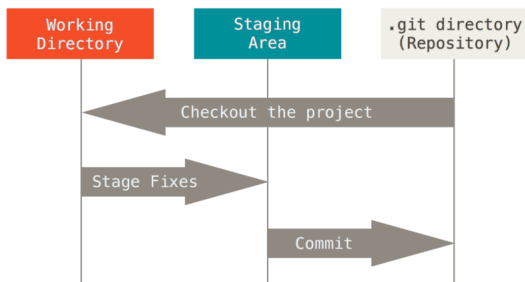 Working
Directory
Staging
Area
.git directory
(Repository)
Checkout the project
Stage Fixes
Commit